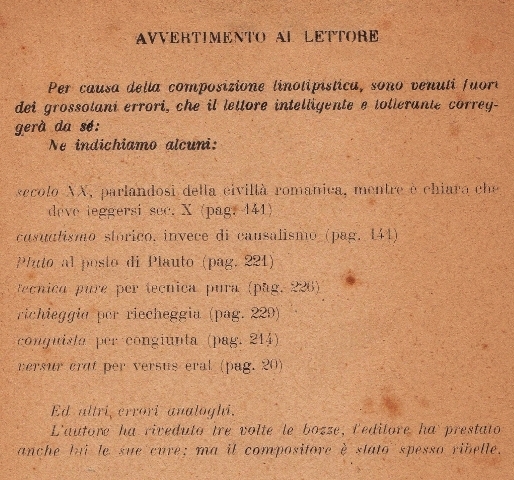 AVVERTIMENTO AI LETTORE
Per causa della composizione linotipistica, sono venuti fuori
dei grossolani errori, che il lettore intelligente e tollerante correg-
gerà da sé:
Ne indichiamo alcuni:
secolo XX, parlandosi della civiltà romanica, mentre è chiara che
deve leggersi sec. X (pag. 141)
casualismo storico, invece di causalismo (pag. 141)
Pluto al posto di Plauto (pag. 221)
tecnica pure per tecnica pura (pag. 226)
richieggia per riecheggia (pag. 229)
conquista per congiunta (pag. 214)
versur erat per versus erat (pag. 20)
Ed altri, errori analoghi.
L'autore ha riveduto tre volte le bozze, l'editore ha prestato
anche lui le sue cure; ma il compositore è stato spesso ribelle.